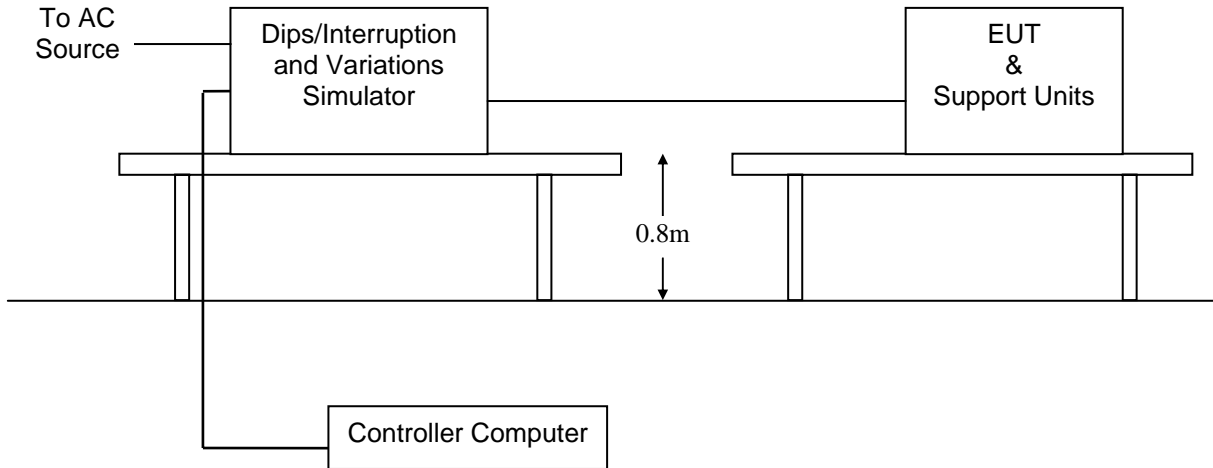 To AC
Source
Dips/Interruption
and Variations
Simulator
EUT
&
Support Units
0.8m
Controller Computer